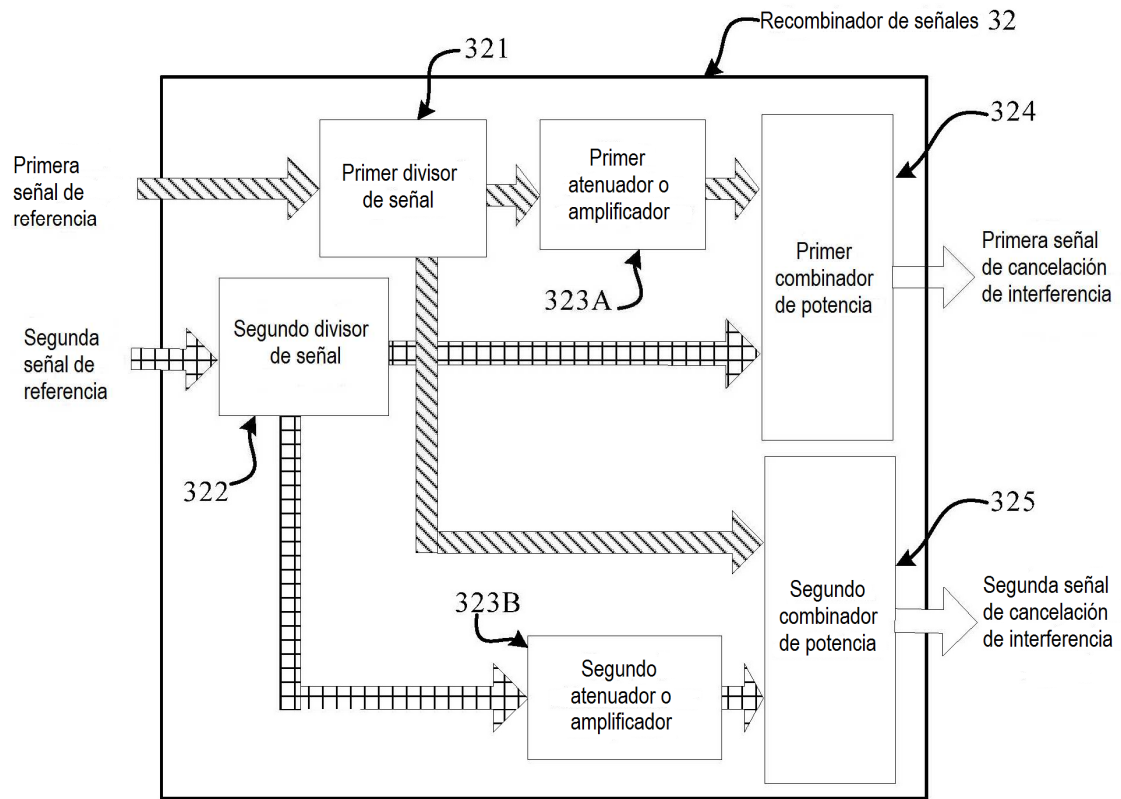 Recombinador de señales 32
321
324
Primera
señal de
referencia
Primer divisor
de señal
Primer
atenuador o
amplificador
Primer
combinador
de potencia
Primera señal
de cancelación
de interferencia
323A
Segunda
señal de
referencia
Segundo divisor
de señal
322
325
323B
Segundo
atenuador o
amplificador
Segundo
combinador
de potencia
Segunda señal
de cancelación
de interferencia